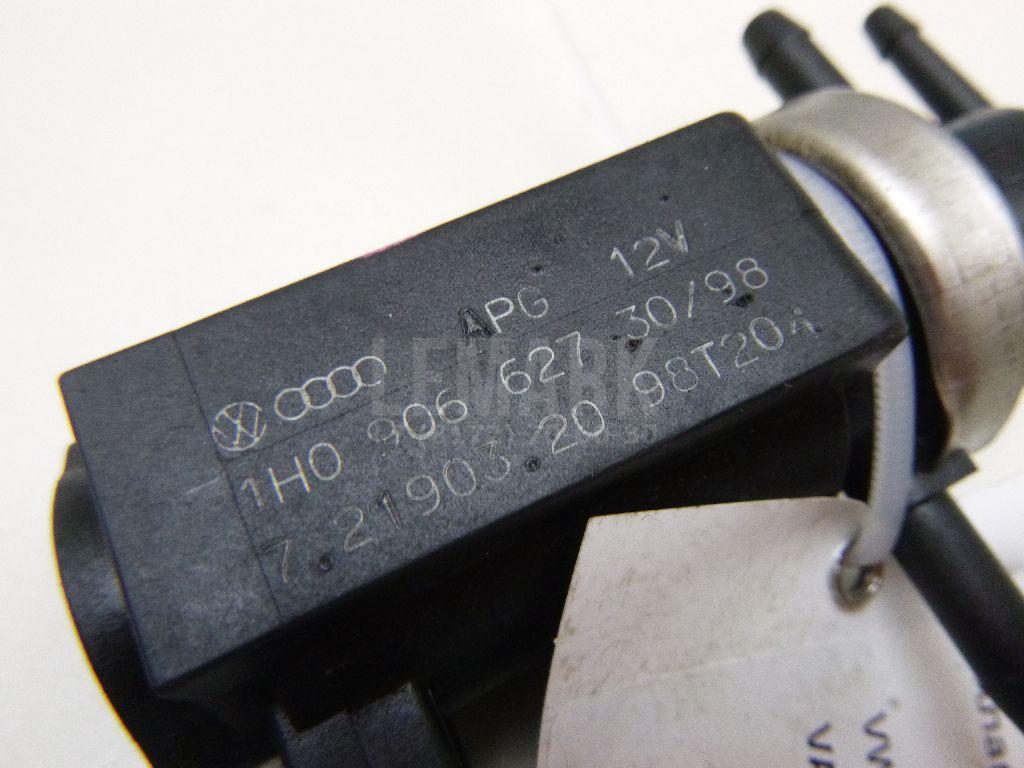 APG 12V
1H0 906 627 30/98
7.21903.20 98T20A
LEMARK